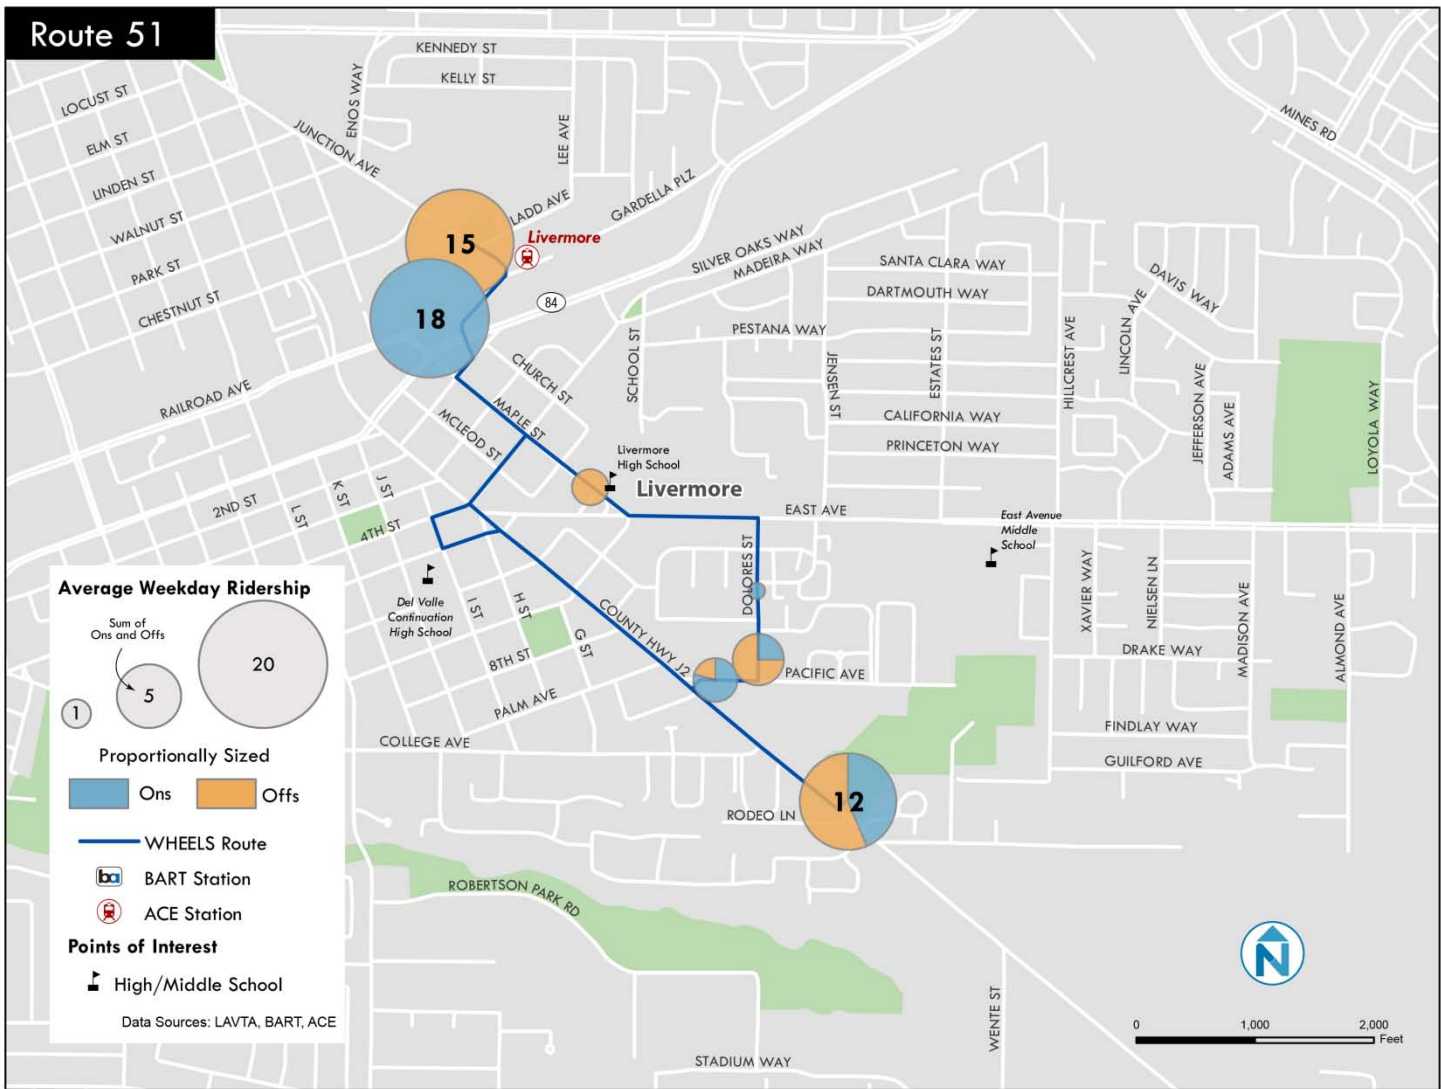 Route 51
KENNEDY ST
KELLY ST
LOCUST ST
ENOS WAY
ELM ST
JUNCTION AVE
LEE AVE
MINES RD
LINDEN ST
LADD AVE
GARDELLA PLZ
WALNUT ST
15
Livermore
SILVER OAKS WAY
MADEIRA WAY
SANTA CLARA WAY
DAVIS WAY
PARK ST
DARTMOUTH WAY
CHESTNUT ST
84
18
PESTANA WAY
SCHOOL ST
JENSEN ST
ESTATES ST
HILLCREST AVE
LINCOLN AVE
JEFFERSON AVE
ADAMS AVE
LOYOLA WAY
CHURCH ST
RAILROAD AVE
MAPLE ST
MCLEOD ST
CALIFORNIA WAY
PRINCETON WAY
Livermore
High School
Livermore
2ND ST
L ST
K ST
J ST
4TH ST
EAST AVE
East Avenue
Middle
School
DOLORES ST
XAVIER WAY
NIELSEN LN
MADISON AVE
ALMOND AVE
Del Valle
Continuation
High School
I ST
H ST
G ST
COUNTY HWY J2
8TH ST
PALM AVE
PACIFIC AVE
DRAKE WAY
COLLEGE AVE
FINDLAY WAY
GUILFORD AVE
12
RODEO LN
ROBERTSON PARK RD
WENTE ST
STADIUM WAY
Average Weekday Ridership
Sum of
Ons and Offs
1
5
20
Proportionally Sized
Ons
Offs
WHEELS Route
ba
BART Station
ACE Station
Points of Interest
High/Middle School
Data Sources: LAVTA, BART, ACE
N
0 1,000 2,000
Feet